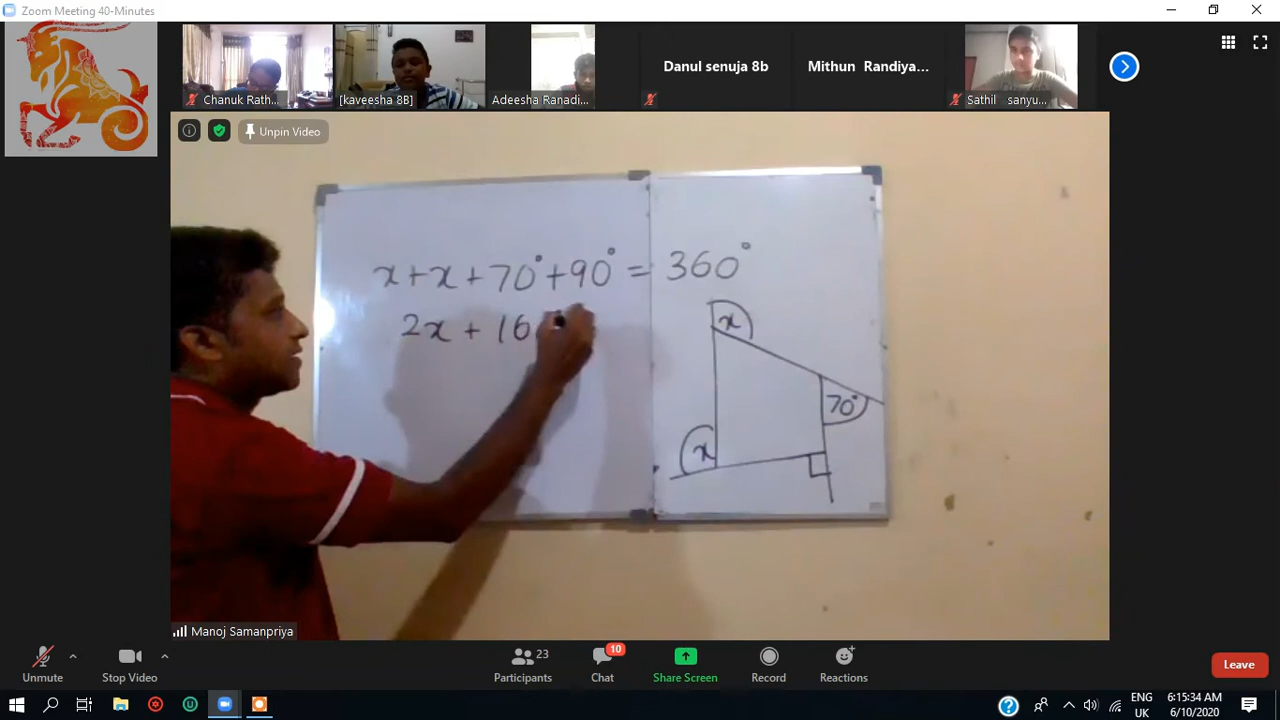 Zoom Meeting 40-Minutes
Chanuk Rath...
[kaveesha 8B]
Adeesha Ranadi...
Danul senuja 8b
Mithun Randiya...
Sathil sanyu...
Unpin Video
x + x + 70° + 90° = 360°
2x + 16
x
70°
x
Manoj Samanpriya
Unmute
Stop Video
Participants
23
Chat
10
Share Screen
Record
Reactions
Leave
ENG
UK
6:15:34 AM
6/10/2020